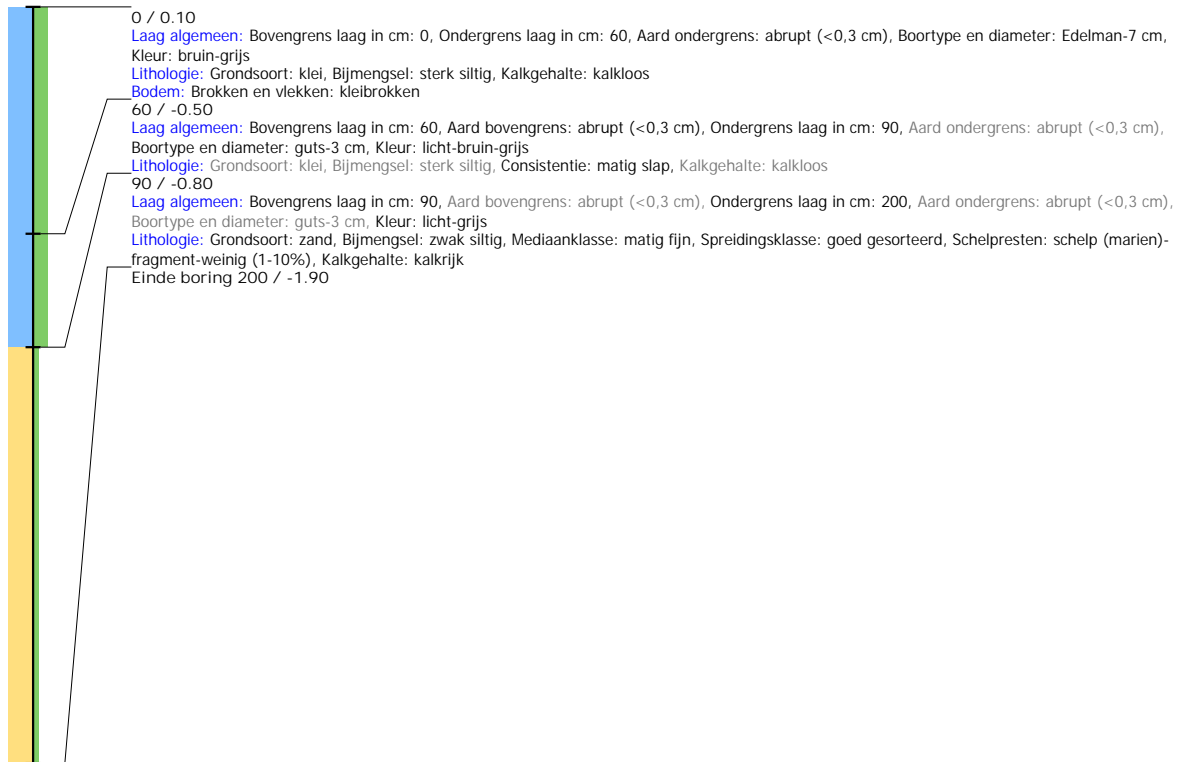 0 / 0.10
Laag algemeen: Bovengrens laag in cm: 0, Ondergrens laag in cm: 60, Aard ondergrens: abrupt (<0,3 cm), Boortype en diameter: Edelman-7 cm,
Kleur: bruin-grijs
Lithologie: Grondsoort: klei, Bijmengsel: sterk siltig, Kalkgehalte: kalkloos
Bodem: Brokken en vlekken: kleibrokken
60 / -0.50
Laag algemeen: Bovengrens laag in cm: 60, Aard bovengrens: abrupt (<0,3 cm), Ondergrens laag in cm: 90, Aard ondergrens: abrupt (<0,3 cm),
Boortype en diameter: guts-3 cm, Kleur: licht-bruin-grijs
Lithologie: Grondsoort: klei, Bijmengsel: sterk siltig, Consistentie: matig slap, Kalkgehalte: kalkloos
90 / -0.80
Laag algemeen: Bovengrens laag in cm: 90, Aard bovengrens: abrupt (<0,3 cm), Ondergrens laag in cm: 200, Aard ondergrens: abrupt (<0,3 cm),
Boortype en diameter: guts-3 cm, Kleur: licht-grijs
Lithologie: Grondsoort: zand, Bijmengsel: zwak siltig, Mediaanklasse: matig fijn, Spreidingsklasse: goed gesorteerd, Schelpresten: schelp (marien)-
fragment-weinig (1-10%), Kalkgehalte: kalkrijk
Einde boring 200 / -1.90